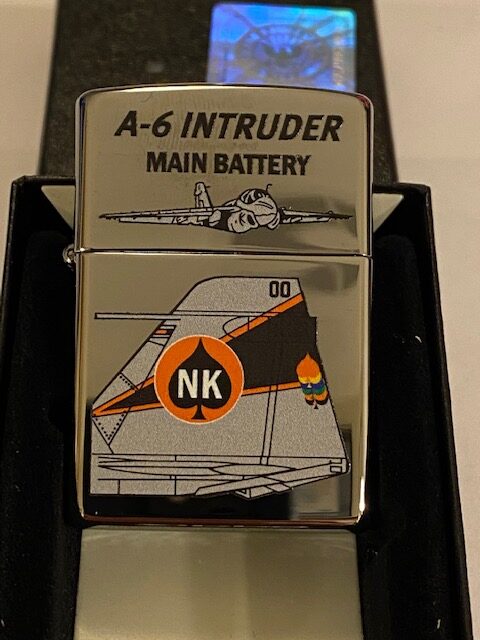 A-6 INTRUDER
MAIN BATTERY
00
NK